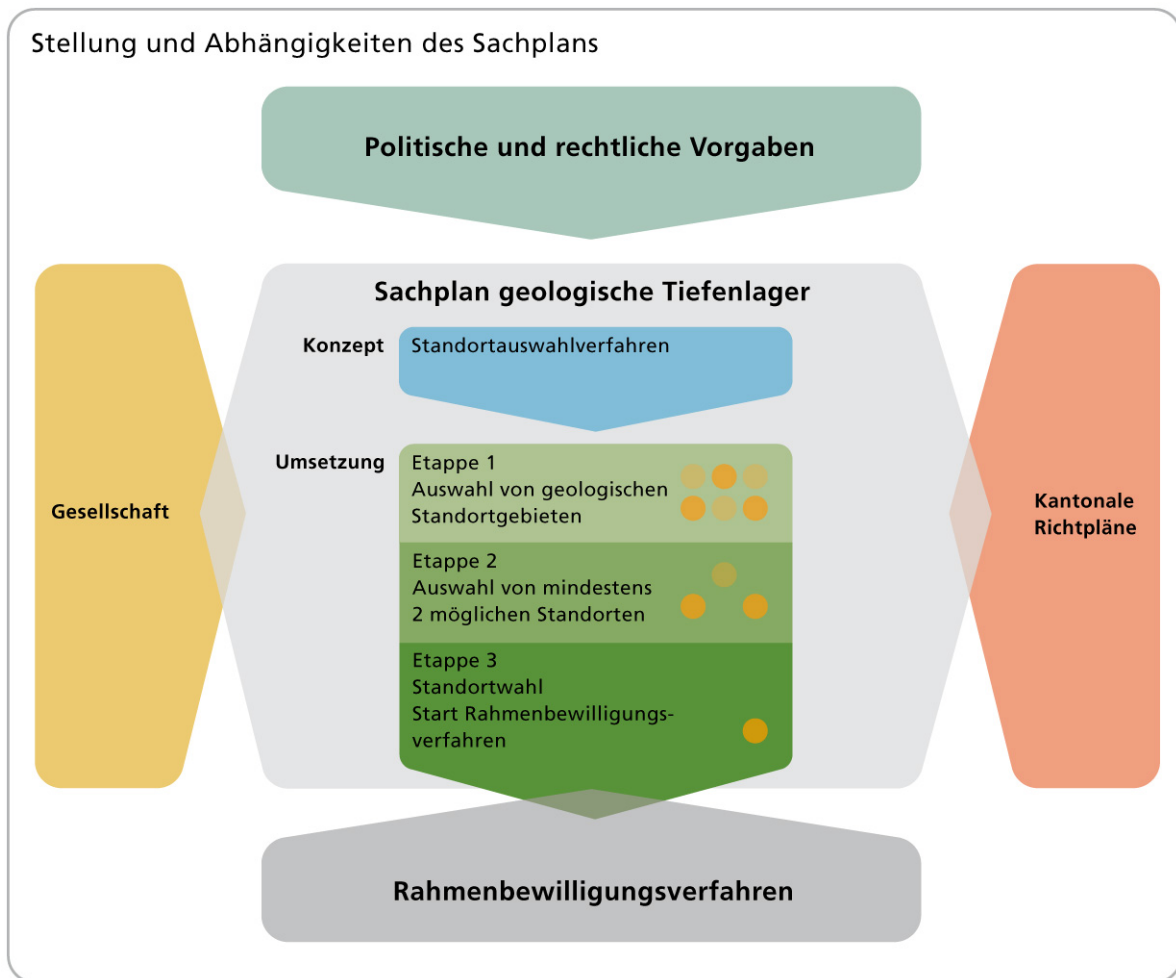 Stellung und Abhängigkeiten des Sachplans
Politische und rechtliche Vorgaben
Sachplan geologische Tiefenlager
Konzept
Standortauswahlverfahren
Umsetzung
Etappe 1
Auswahl von geologischen
Standortgebieten
Etappe 2
Auswahl von mindestens
2 möglichen Standorten
Etappe 3
Standortwahl
Start Rahmenbewilligungs-
verfahren
Gesellschaft
Kantonale
Richtpläne
Rahmenbewilligungsverfahren